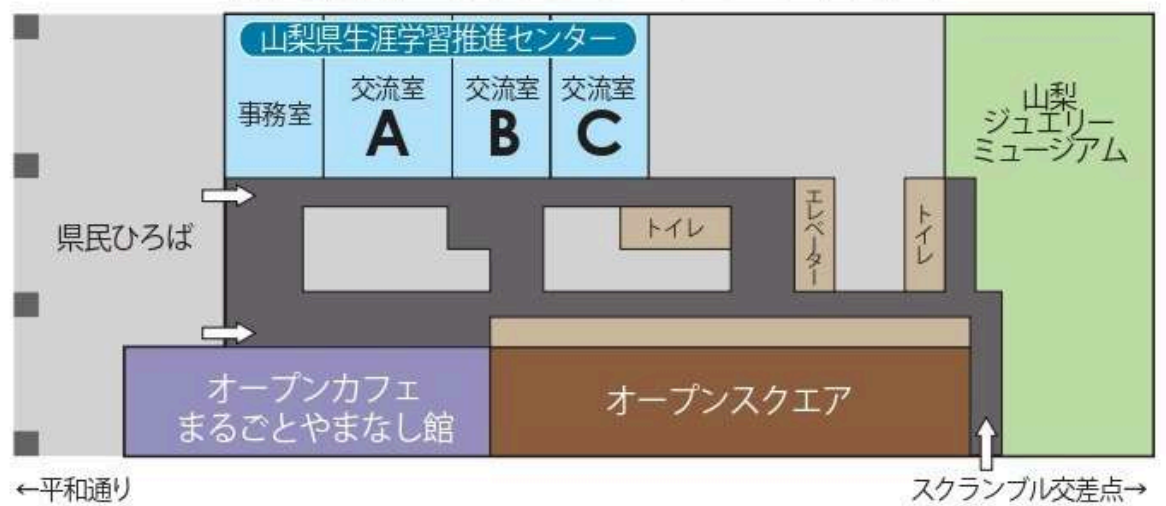 山梨県生涯学習推進センター
事務室
交流室
A
交流室
B
交流室
C
山梨
ジュエリー
ミュージアム
県民ひろば
トイレ
エレベーター
トイレ
オープンカフェ
まるごとやまなし館
オープンスクエア
←平和通り
スクランブル交差点→